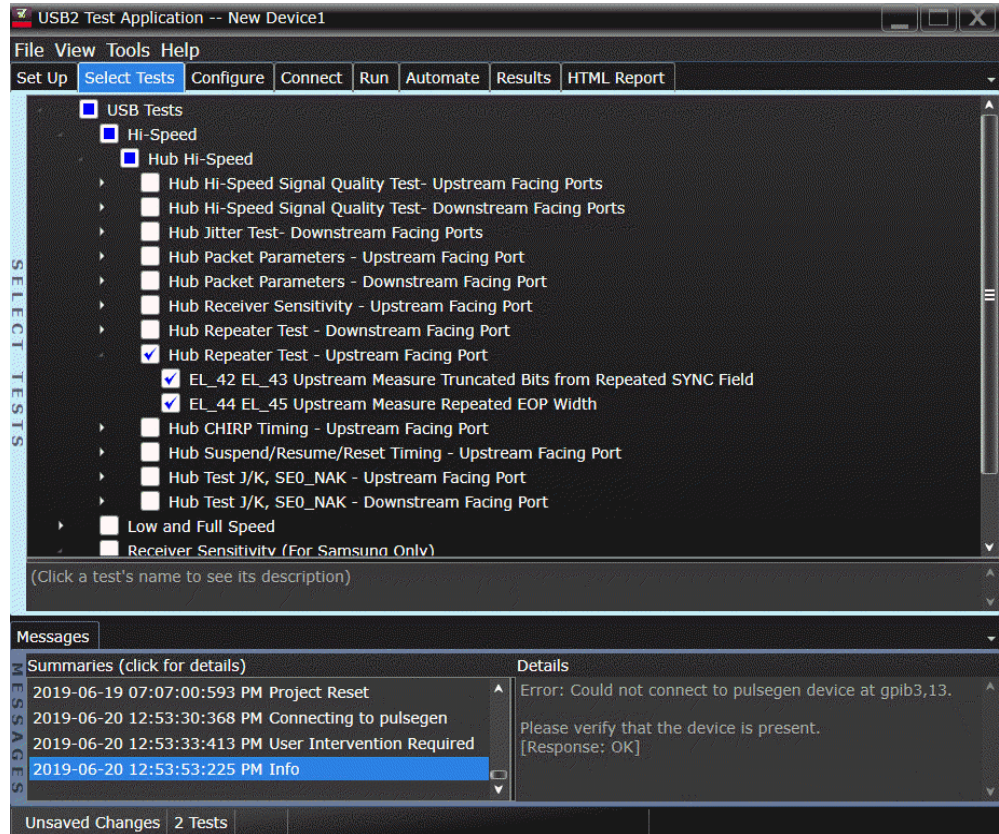 USB2 Test Application -- New Device1
File View Tools Help
Set Up Select Tests Configure Connect Run Automate Results HTML Report
USB Tests
Hi-Speed
Hub Hi-Speed
Hub Hi-Speed Signal Quality Test- Upstream Facing Ports
Hub Hi-Speed Signal Quality Test- Downstream Facing Ports
Hub Jitter Test- Downstream Facing Ports
Hub Packet Parameters - Upstream Facing Port
Hub Packet Parameters - Downstream Facing Port
Hub Receiver Sensitivity - Upstream Facing Port
Hub Repeater Test - Downstream Facing Port
Hub Repeater Test - Upstream Facing Port
EL_42 EL_43 Upstream Measure Truncated Bits from Repeated SYNC Field
EL_44 EL_45 Upstream Measure Repeated EOP Width
Hub CHIRP Timing - Upstream Facing Port
Hub Suspend/Resume/Reset Timing - Upstream Facing Port
Hub Test J/K, SE0_NAK - Upstream Facing Port
Hub Test J/K, SE0_NAK - Downstream Facing Port
Low and Full Speed
Receiver Sensitivity (For Samsung Only)
SELECT TESTS
(Click a test's name to see its description)
Messages
MESSAGES
Summaries (click for details)
2019-06-19 07:07:00:593 PM Project Reset
2019-06-20 12:53:30:368 PM Connecting to pulsegen
2019-06-20 12:53:33:413 PM User Intervention Required
2019-06-20 12:53:53:225 PM Info
Details
Error: Could not connect to pulsegen device at gpib3,13.
Please verify that the device is present.
[Response: OK]
Unsaved Changes 2 Tests